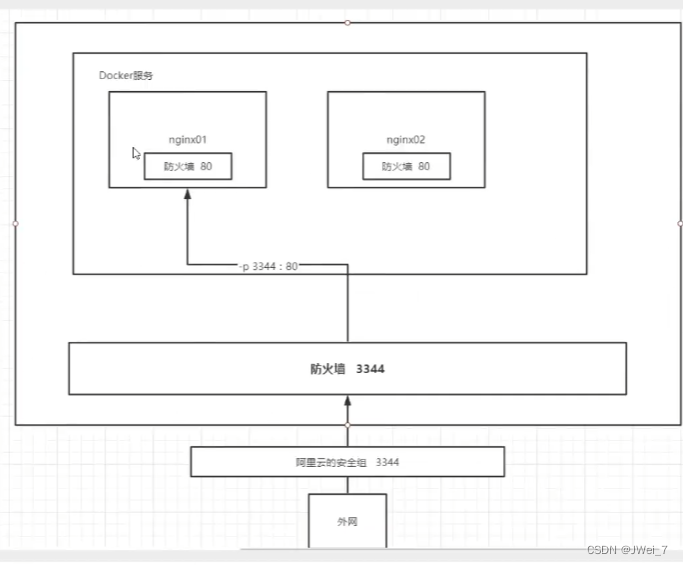 Docker服务
nginx01
防火墙 80
nginx02
防火墙 80
-p 3344：80
防火墙 3344
阿里云的安全组 3344
外网
CSDN @JWei_7